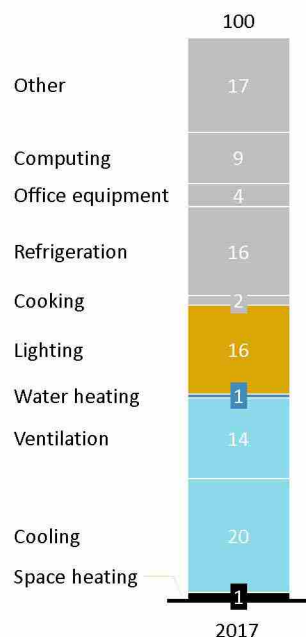 100
Other 17
Computing 9
Office equipment 4
Refrigeration 16
Cooking 2
Lighting 16
Water heating 1
Ventilation 14
Cooling 20
Space heating 1
2017